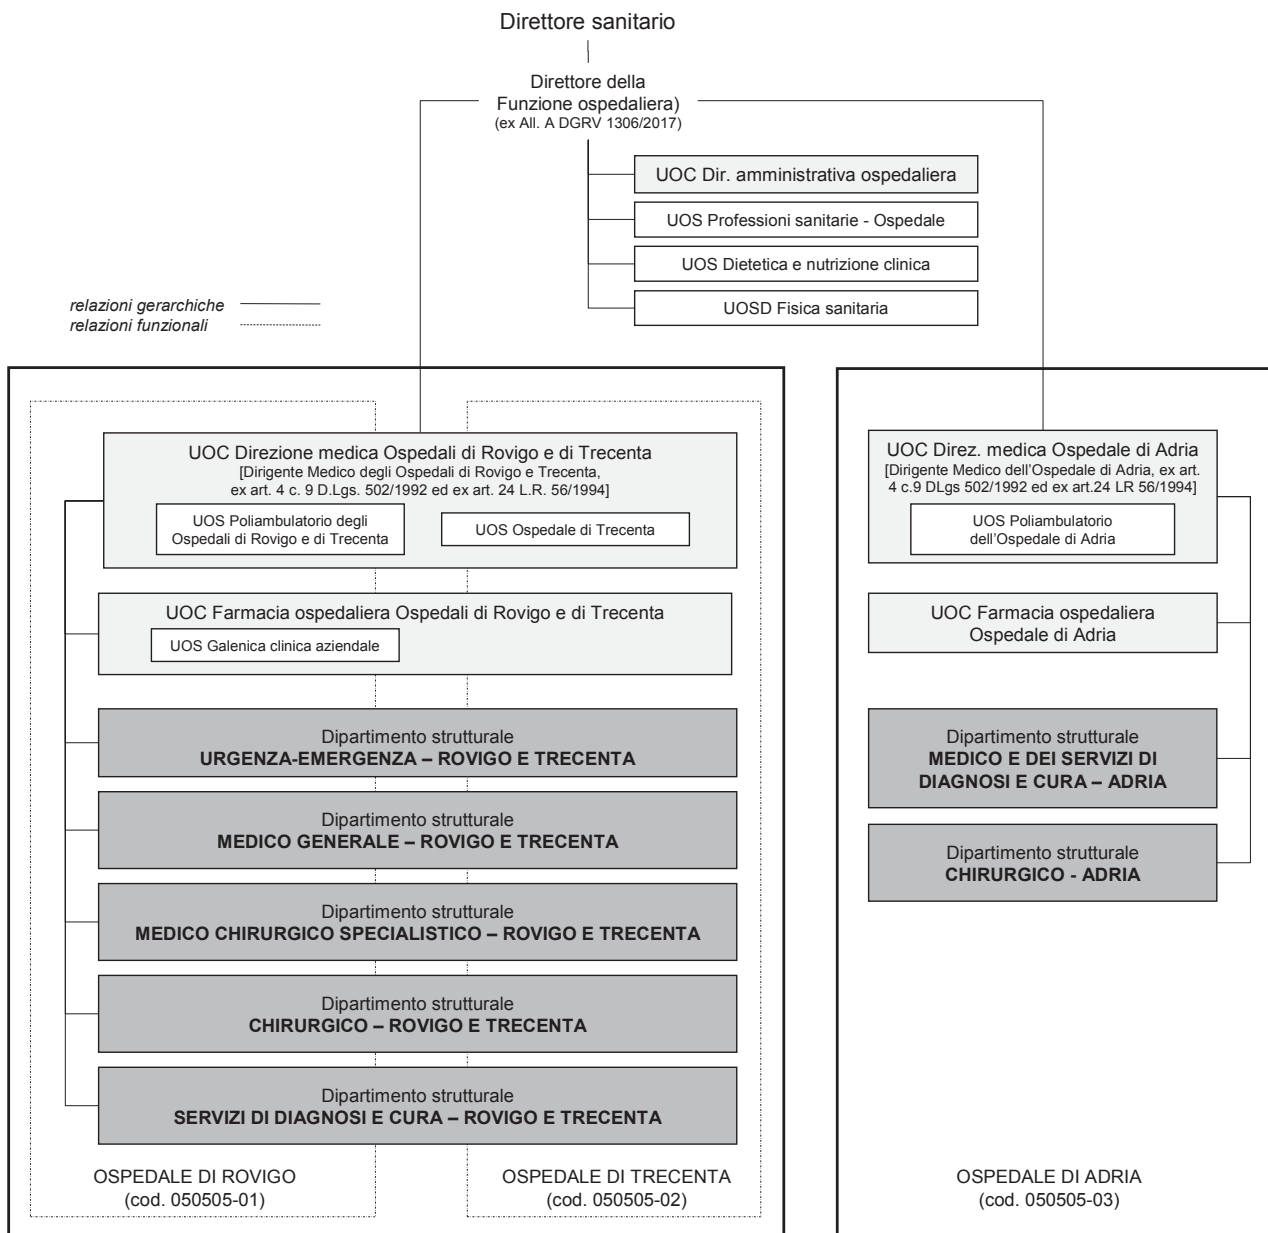 Direttore sanitario
Direttore della
Funzione ospedaliera)
(ex All. A DGRV 1306/2017)
UOC Dir. amministrativa ospedaliera
UOS Professioni sanitarie - Ospedale
UOS Dietetica e nutrizione clinica
UOSD Fisica sanitaria
relazioni gerarchiche
relazioni funzionali
UOC Direzione medica Ospedali di Rovigo e di Trecenta
[Dirigente Medico degli Ospedali di Rovigo e Trecenta,
ex art. 4 c. 9 D.Lgs. 502/1992 ed ex art. 24 L.R. 56/1994]
UOS Poliambulatorio degli
Ospedali di Rovigo e di Trecenta
UOS Ospedale di Trecenta
UOC Farmacia ospedaliera Ospedali di Rovigo e di Trecenta
UOS Galenica clinica aziendale
Dipartimento strutturale
URGENZA-EMERGENZA – ROVIGO E TRECENTA
Dipartimento strutturale
MEDICO GENERALE – ROVIGO E TRECENTA
Dipartimento strutturale
MEDICO CHIRURGICO SPECIALISTICO – ROVIGO E TRECENTA
Dipartimento strutturale
CHIRURGICO – ROVIGO E TRECENTA
Dipartimento strutturale
SERVIZI DI DIAGNOSI E CURA – ROVIGO E TRECENTA
OSPEDALE DI ROVIGO
(cod. 050505-01)
OSPEDALE DI TRECENTA
(cod. 050505-02)
UOC Direz. medica Ospedale di Adria
[Dirigente Medico dell'Ospedale di Adria, ex art.
4 c.9 DLgs 502/1992 ed ex art.24 LR 56/1994]
UOS Poliambulatorio
dell'Ospedale di Adria
UOC Farmacia ospedaliera
Ospedale di Adria
Dipartimento strutturale
MEDICO E DEI SERVIZI DI
DIAGNOSI E CURA – ADRIA
Dipartimento strutturale
CHIRURGICO - ADRIA
OSPEDALE DI ADRIA
(cod. 050505-03)